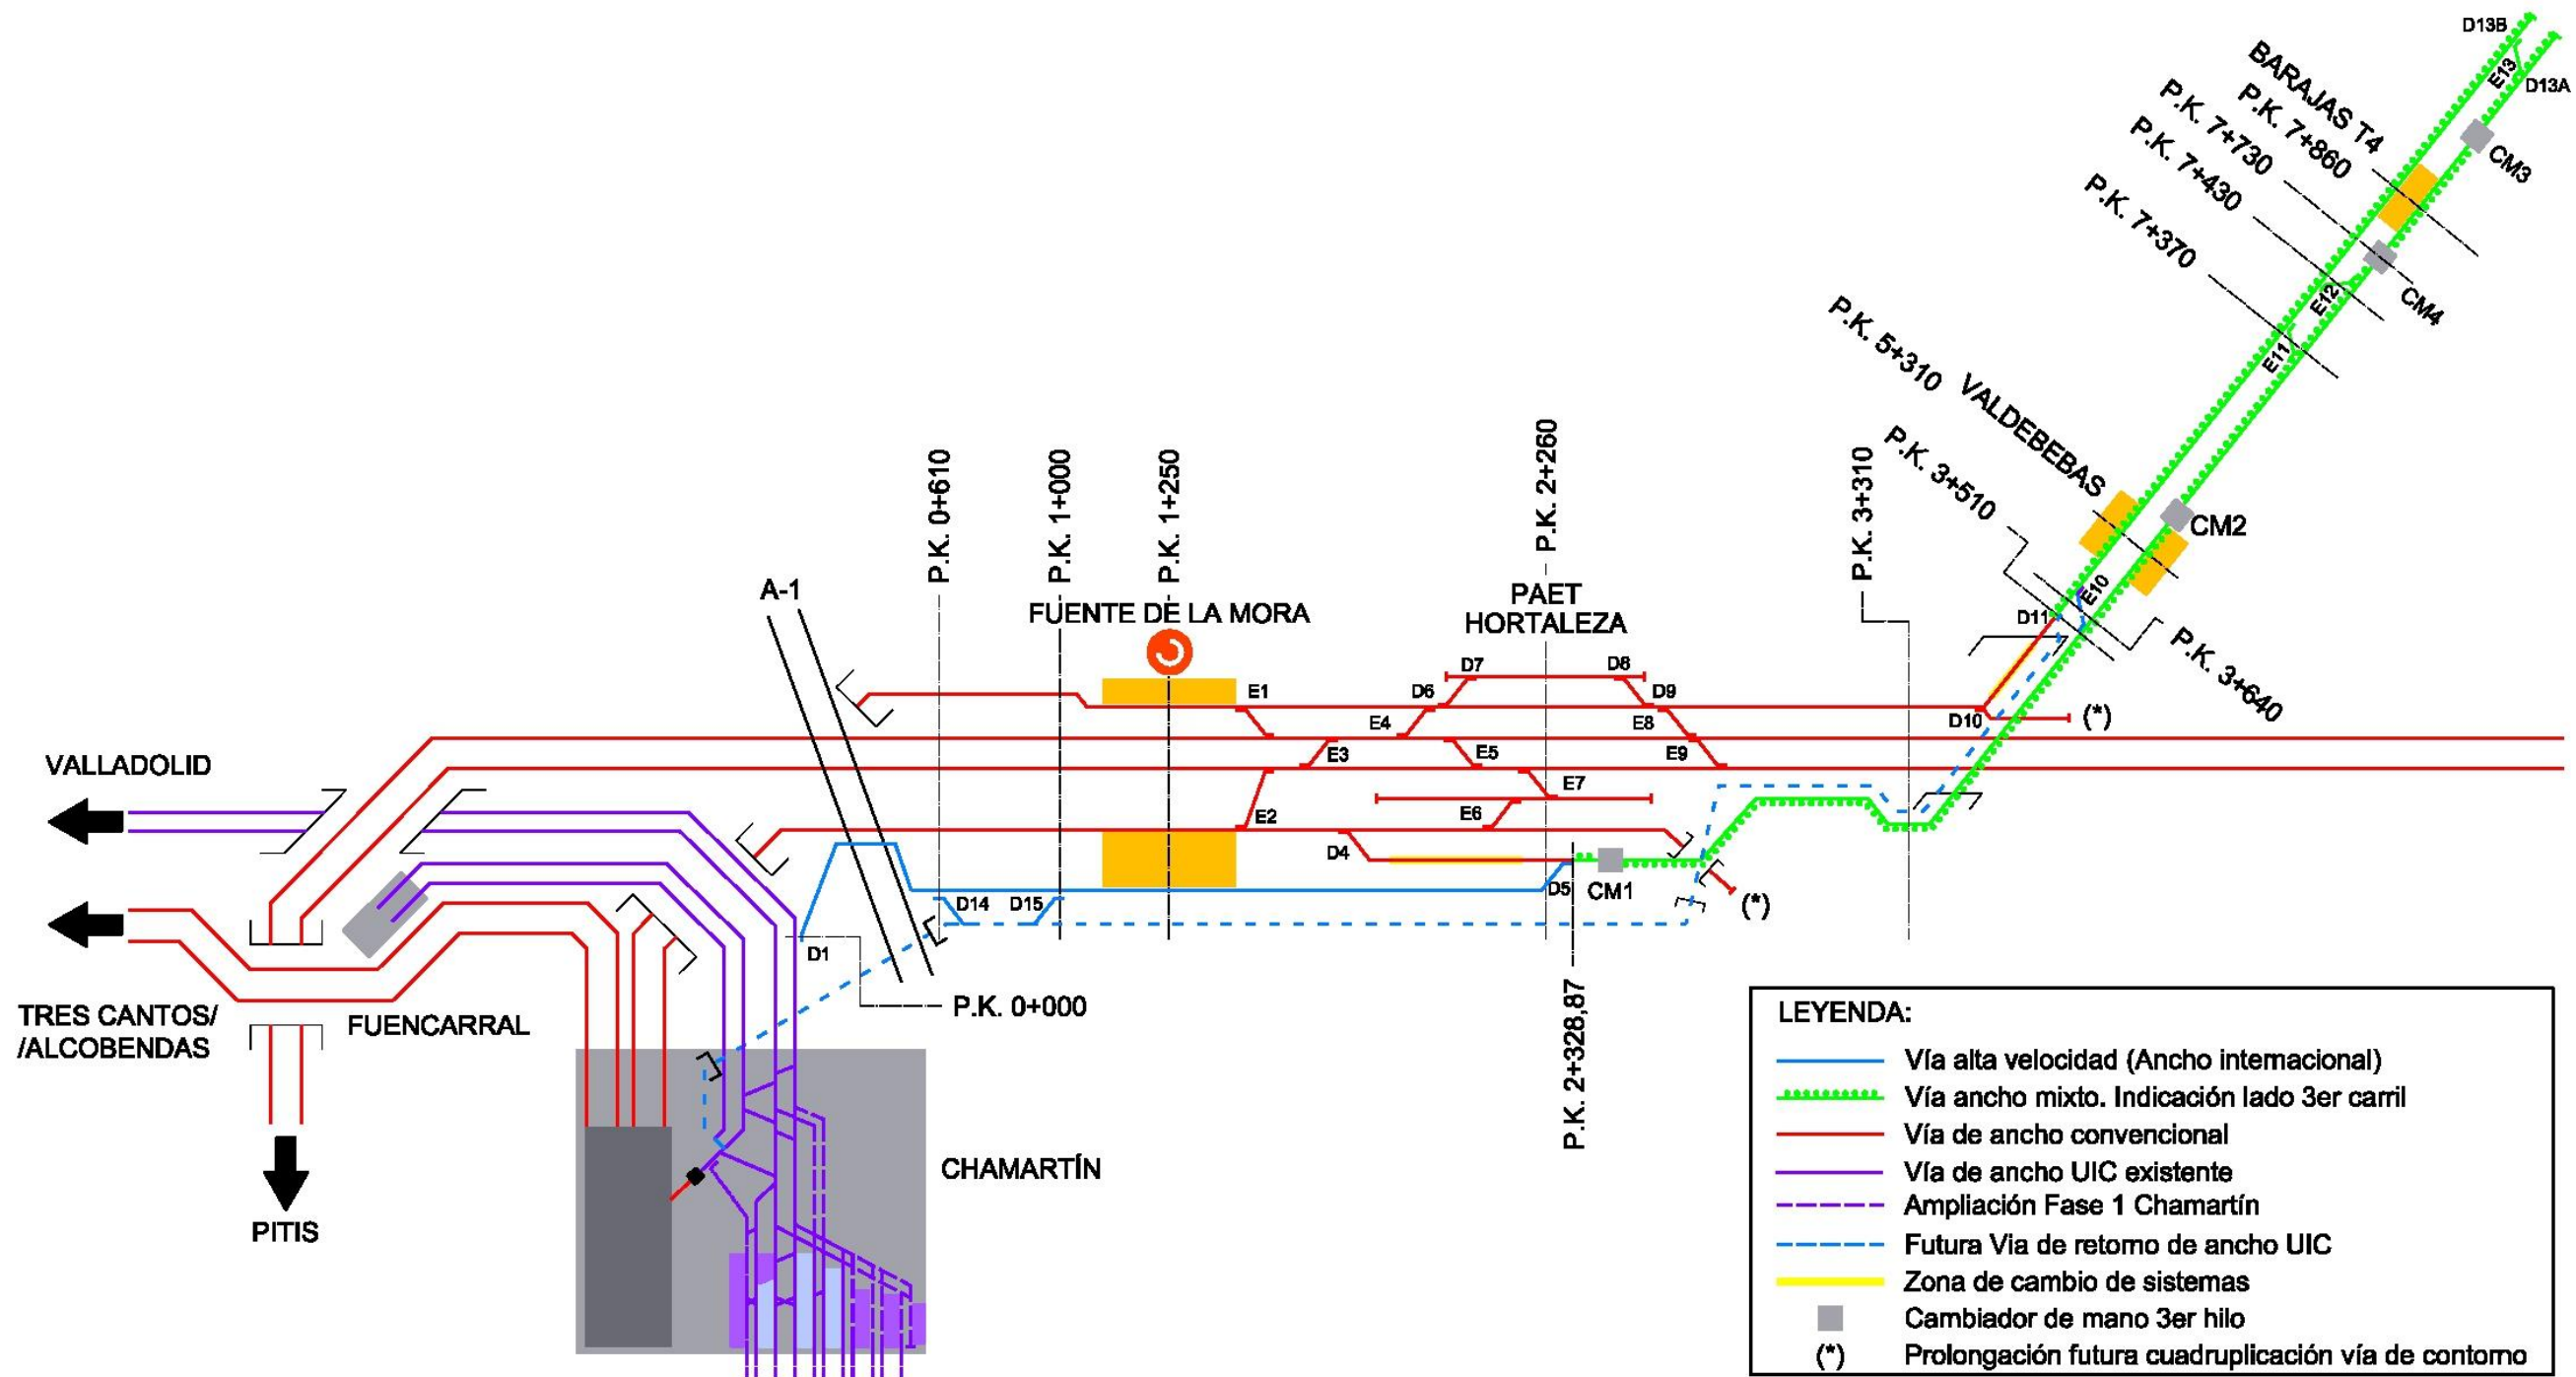 D13B
E13
D13A
BARAJAS T4
P.K. 7+860
P.K. 7+730
P.K. 7+430
P.K. 7+370
CM3
CM4
E12
E11
P.K. 5+310 VALDEBEBAS
P.K. 3+510
CM2
E10
D11
P.K. 3+640
P.K. 0+610
P.K. 1+000
P.K. 1+250
P.K. 2+260
P.K. 3+310
A-1
FUENTE DE LA MORA
PAET
HORTALEZA
D7
D8
E1
D6
D9
E4
E8
D10
(*)
E3
E5
E9
VALLADOLID
E7
E2
E6
D4
D5
CM1
D14
D15
(*)
D1
P.K. 0+000
P.K. 2+328,87
TRES CANTOS/
/ALCOBENDAS
FUENCARRAL
CHAMARTÍN
PITIS
LEYENDA:
Vía alta velocidad (Ancho internacional)
Vía ancho mixto. Indicación lado 3er carril
Vía de ancho convencional
Vía de ancho UIC existente
Ampliación Fase 1 Chamartín
Futura Via de retorno de ancho UIC
Zona de cambio de sistemas
Cambiador de mano 3er hilo
(*) Prolongación futura cuadruplicación vía de contorno